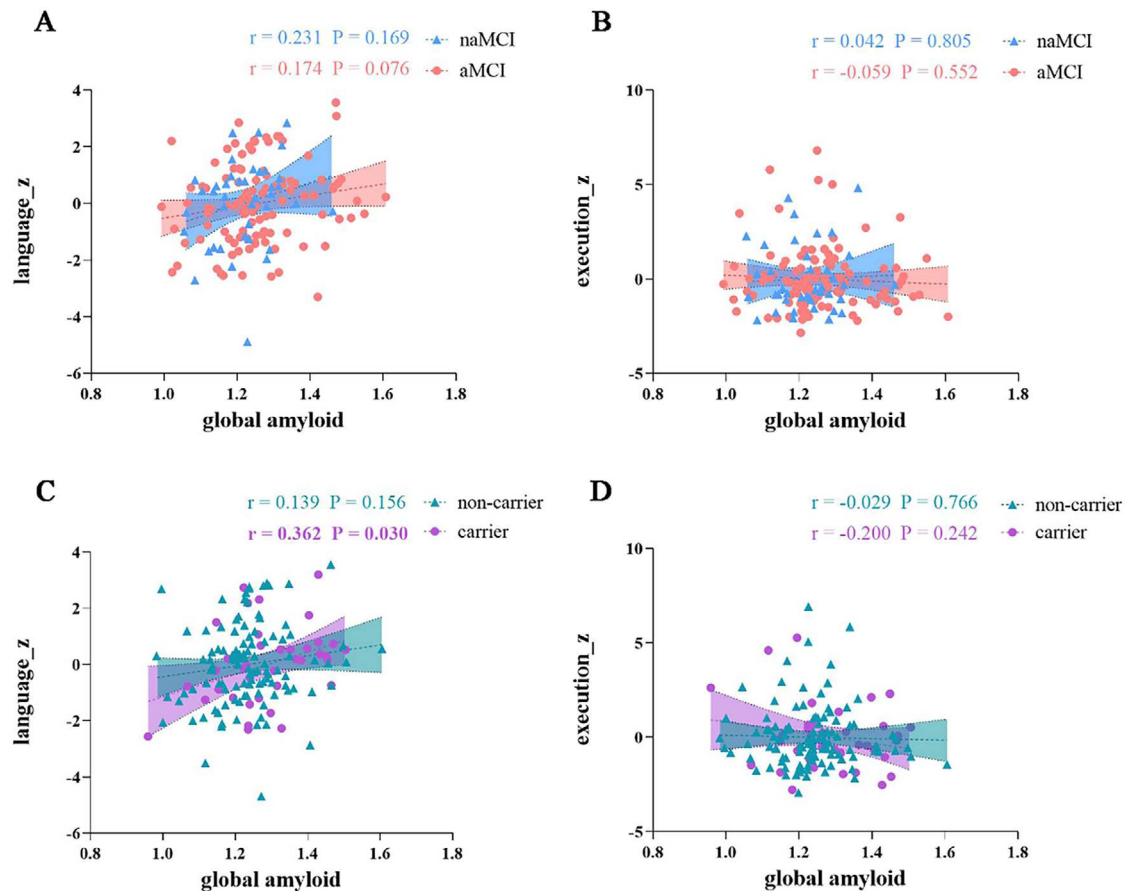 A
r = 0.231 P = 0.169 naMCI
r = 0.174 P = 0.076 aMCI
4
2
0
-2
-4
-6
language_z
0.8 1.0 1.2 1.4 1.6 1.8
global amyloid
B
r = 0.042 P = 0.805 naMCI
r = -0.059 P = 0.552 aMCI
10
5
0
-5
execution_z
0.8 1.0 1.2 1.4 1.6 1.8
global amyloid
C
r = 0.139 P = 0.156 non-carrier
r = 0.362 P = 0.030 carrier
4
2
0
-2
-4
-6
language_z
0.8 1.0 1.2 1.4 1.6 1.8
global amyloid
D
r = -0.029 P = 0.766 non-carrier
r = -0.200 P = 0.242 carrier
10
5
0
-5
execution_z
0.8 1.0 1.2 1.4 1.6 1.8
global amyloid